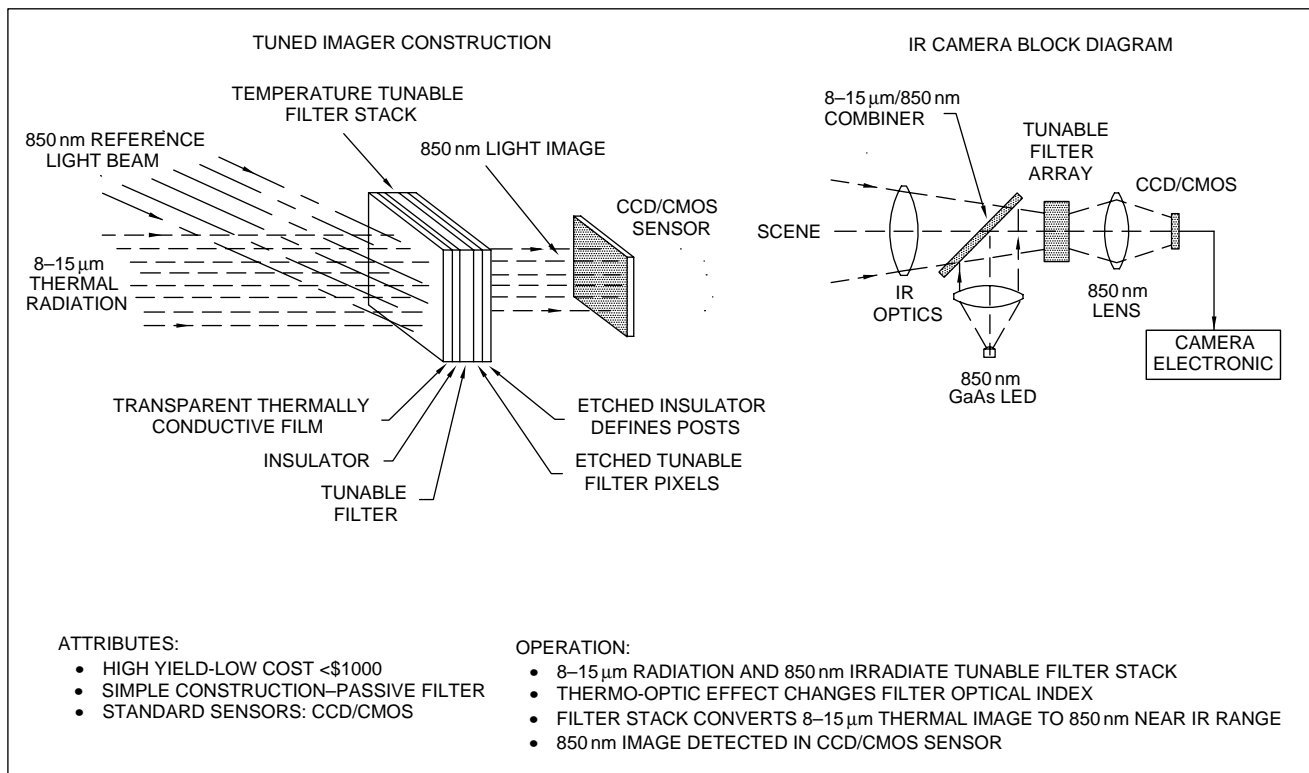 TUNED IMAGER CONSTRUCTION
TEMPERATURE TUNABLE
FILTER STACK
850 nm REFERENCE
LIGHT BEAM
850 nm LIGHT IMAGE
CCD/CMOS
SENSOR
8–15 μm
THERMAL
RADIATION
TRANSPARENT THERMALLY
CONDUCTIVE FILM
INSULATOR
TUNABLE
FILTER
ETCHED INSULATOR
DEFINES POSTS
ETCHED TUNABLE
FILTER PIXELS
IR CAMERA BLOCK DIAGRAM
8–15 μm/850 nm
COMBINER
TUNABLE
FILTER
ARRAY
CCD/CMOS
SCENE
IR
OPTICS
850 nm
LENS
850 nm
GaAs LED
CAMERA
ELECTRONIC
ATTRIBUTES:
• HIGH YIELD-LOW COST <$1000
• SIMPLE CONSTRUCTION–PASSIVE FILTER
• STANDARD SENSORS: CCD/CMOS
OPERATION:
• 8–15 μm RADIATION AND 850 nm IRRADIATE TUNABLE FILTER STACK
• THERMO-OPTIC EFFECT CHANGES FILTER OPTICAL INDEX
• FILTER STACK CONVERTS 8–15 μm THERMAL IMAGE TO 850 nm NEAR IR RANGE
• 850 nm IMAGE DETECTED IN CCD/CMOS SENSOR